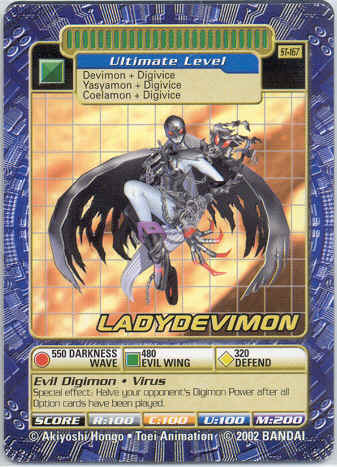 ST-167
Ultimate Level
Devimon + Digivice
Yasyamon + Digivice
Coelamon + Digivice
LADYDEVIMON
550 DARKNESS WAVE
480 EVIL WING
320 DEFEND
Evil Digimon • Virus
Special effect: Halve your opponent's Digimon Power after all
Option cards have been played.
SCORE R:100 C:100 U:100 M:200
©Akiyoshi Hongo • Toei Animation • ©2002 BANDAI